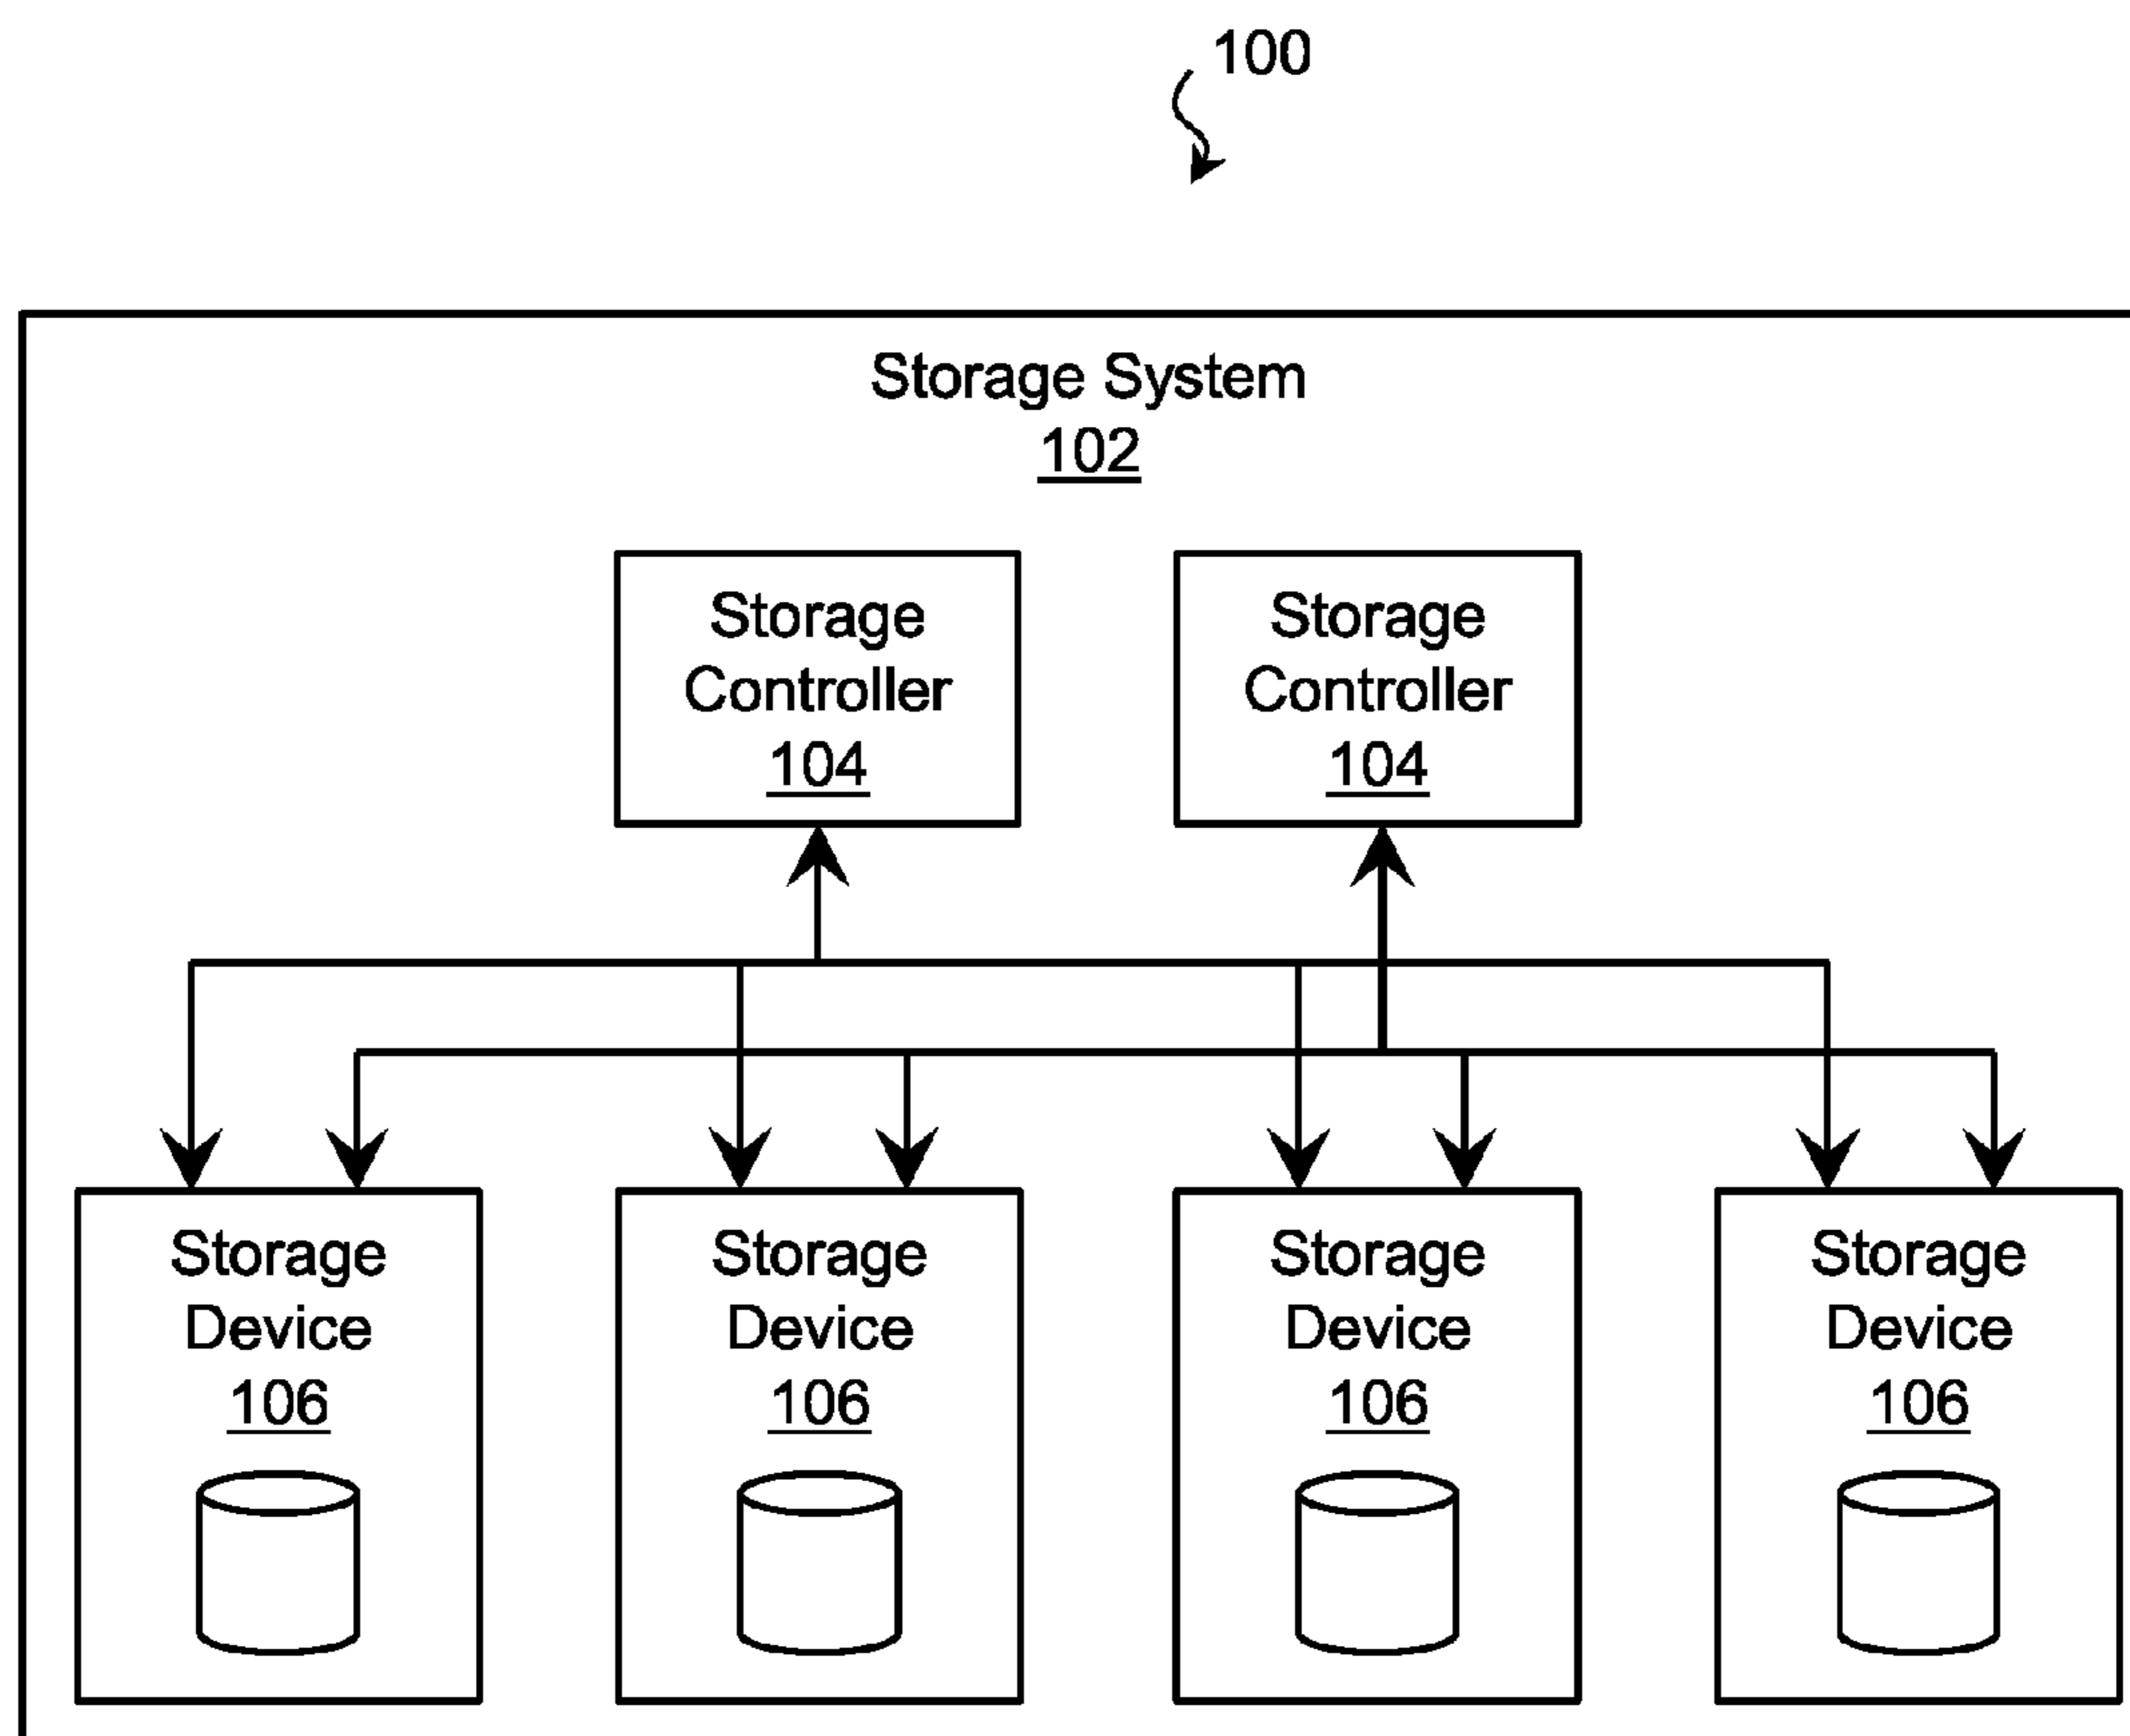 100
Storage System
102
Storage
Controller
104
Storage
Controller
104
Storage
Device
106
Storage
Device
106
Storage
Device
106
Storage
Device
106